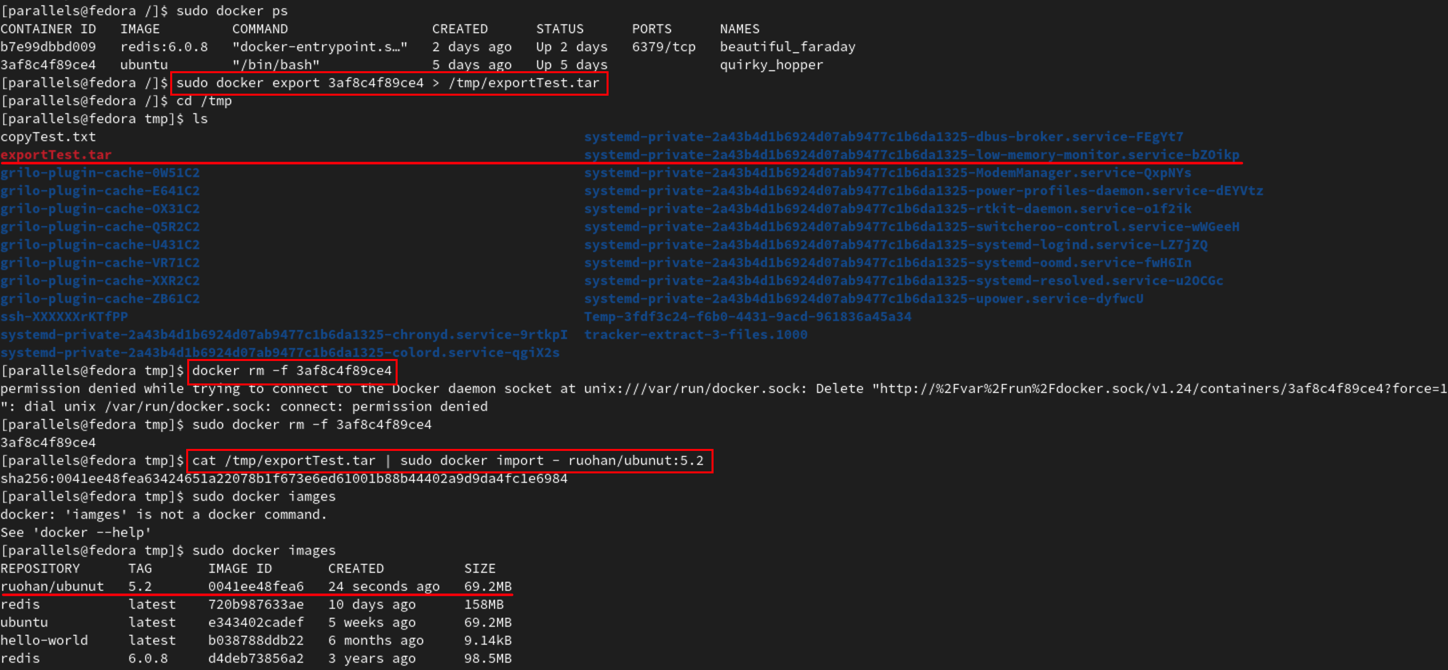 [parallels@fedora /]$ sudo docker ps
CONTAINER ID   IMAGE         COMMAND                  CREATED      STATUS      PORTS      NAMES
b7e99dbbd009   redis:6.0.8   "docker-entrypoint.s…"   2 days ago   Up 2 days   6379/tcp   beautiful_faraday
3af8c4f89ce4   ubuntu        "/bin/bash"              5 days ago   Up 5 days              quirky_hopper
[parallels@fedora /]$ sudo docker export 3af8c4f89ce4 > /tmp/exportTest.tar
[parallels@fedora /]$ cd /tmp
[parallels@fedora tmp]$ ls
copyTest.txt   systemd-private-2a43b4d1b6924d07ab9477c1b6da1325-dbus-broker.service-FEgYt7
exportTest.tar   systemd-private-2a43b4d1b6924d07ab9477c1b6da1325-low-memory-monitor.service-bZOikp
grilo-plugin-cache-0W51C2   systemd-private-2a43b4d1b6924d07ab9477c1b6da1325-ModemManager.service-QxpNYs
grilo-plugin-cache-E641C2   systemd-private-2a43b4d1b6924d07ab9477c1b6da1325-power-profiles-daemon.service-dEYVtz
grilo-plugin-cache-OX31C2   systemd-private-2a43b4d1b6924d07ab9477c1b6da1325-rtkit-daemon.service-o1f2ik
grilo-plugin-cache-Q5R2C2   systemd-private-2a43b4d1b6924d07ab9477c1b6da1325-switcheroo-control.service-wWGeeH
grilo-plugin-cache-U431C2   systemd-private-2a43b4d1b6924d07ab9477c1b6da1325-systemd-logind.service-LZ7jZQ
grilo-plugin-cache-VR71C2   systemd-private-2a43b4d1b6924d07ab9477c1b6da1325-systemd-oomd.service-fwH6In
grilo-plugin-cache-XXR2C2   systemd-private-2a43b4d1b6924d07ab9477c1b6da1325-systemd-resolved.service-u2OCGc
grilo-plugin-cache-ZB61C2   systemd-private-2a43b4d1b6924d07ab9477c1b6da1325-upower.service-dyfwcU
ssh-XXXXXXrKTfPP   Temp-3fdf3c24-f6b0-4431-9acd-961836a45a34
systemd-private-2a43b4d1b6924d07ab9477c1b6da1325-chronyd.service-9rtkpI   tracker-extract-3-files.1000
systemd-private-2a43b4d1b6924d07ab9477c1b6da1325-colord.service-qgiX2s
[parallels@fedora tmp]$ docker rm -f 3af8c4f89ce4
permission denied while trying to connect to the Docker daemon socket at unix:///var/run/docker.sock: Delete "http://%2Fvar%2Frun%2Fdocker.sock/v1.24/containers/3af8c4f89ce4?force=1
": dial unix /var/run/docker.sock: connect: permission denied
[parallels@fedora tmp]$ sudo docker rm -f 3af8c4f89ce4
3af8c4f89ce4
[parallels@fedora tmp]$ cat /tmp/exportTest.tar | sudo docker import - ruohan/ubunut:5.2
sha256:0041ee48fea63424651a22078b1f673e6ed61001b88b44402a9d9da4fc1e6984
[parallels@fedora tmp]$ sudo docker iamges
docker: 'iamges' is not a docker command.
See 'docker --help'
[parallels@fedora tmp]$ sudo docker images
REPOSITORY      TAG      IMAGE ID       CREATED          SIZE
ruohan/ubunut   5.2      0041ee48fea6   24 seconds ago   69.2MB
redis           latest   720b987633ae   10 days ago      158MB
ubuntu          latest   e343402cadef   5 weeks ago      69.2MB
hello-world     latest   b038788ddb22   6 months ago     9.14kB
redis           6.0.8    d4deb73856a2   3 years ago      98.5MB